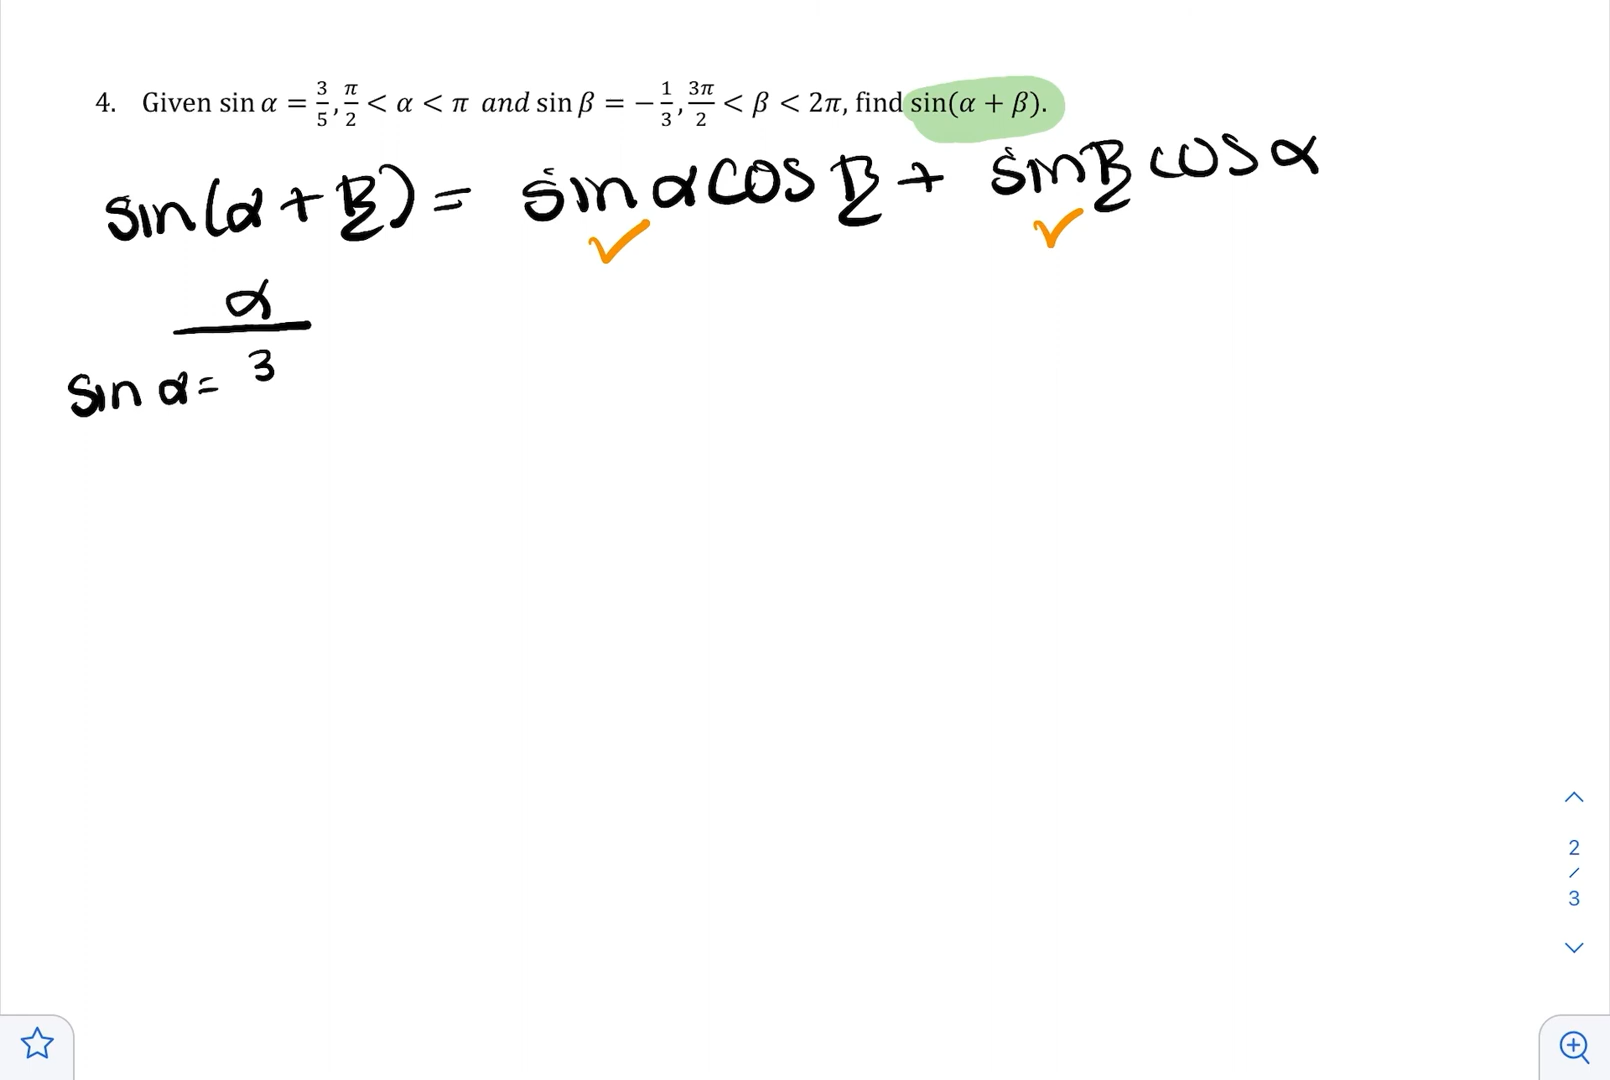 4. Given sin α = 3/5, π/2 < α < π and sin β = −1/3, 3π/2 < β < 2π, find sin(α + β).
sin(α + β) = sin α cos β + sin β cos α
α
sin α = 3
2
/
3